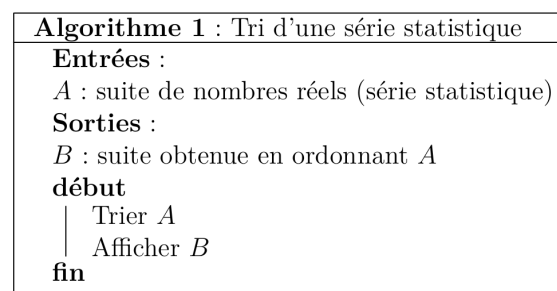 Algorithme 1 : Tri d'une série statistique
Entrées :
A : suite de nombres réels (série statistique)
Sorties :
B : suite obtenue en ordonnant A
début
Trier A
Afficher B
fin